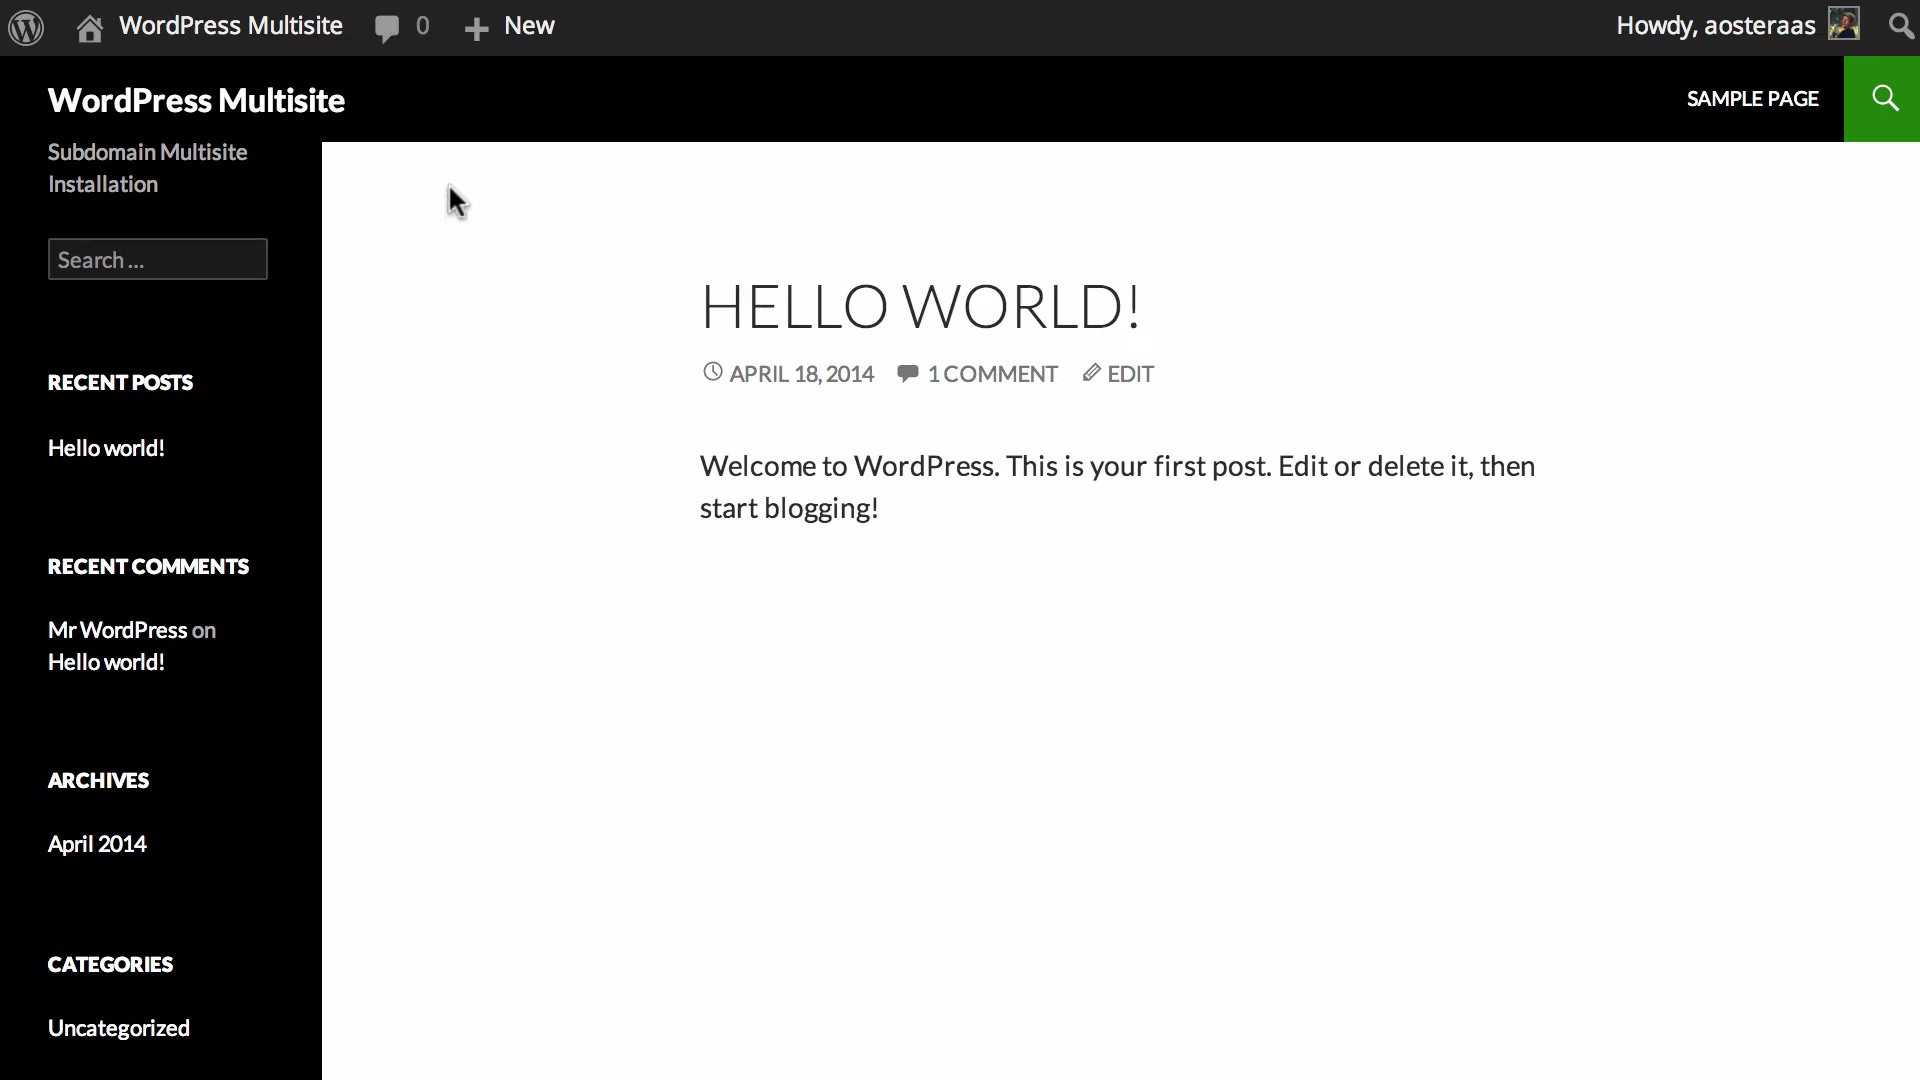 WordPress Multisite 0 New Howdy, aosteraas
WordPress Multisite SAMPLE PAGE
Subdomain Multisite
Installation
Search ...
RECENT POSTS
Hello world!
RECENT COMMENTS
Mr WordPress on
Hello world!
ARCHIVES
April 2014
CATEGORIES
Uncategorized
HELLO WORLD!
APRIL 18, 2014 1 COMMENT EDIT
Welcome to WordPress. This is your first post. Edit or delete it, then
start blogging!